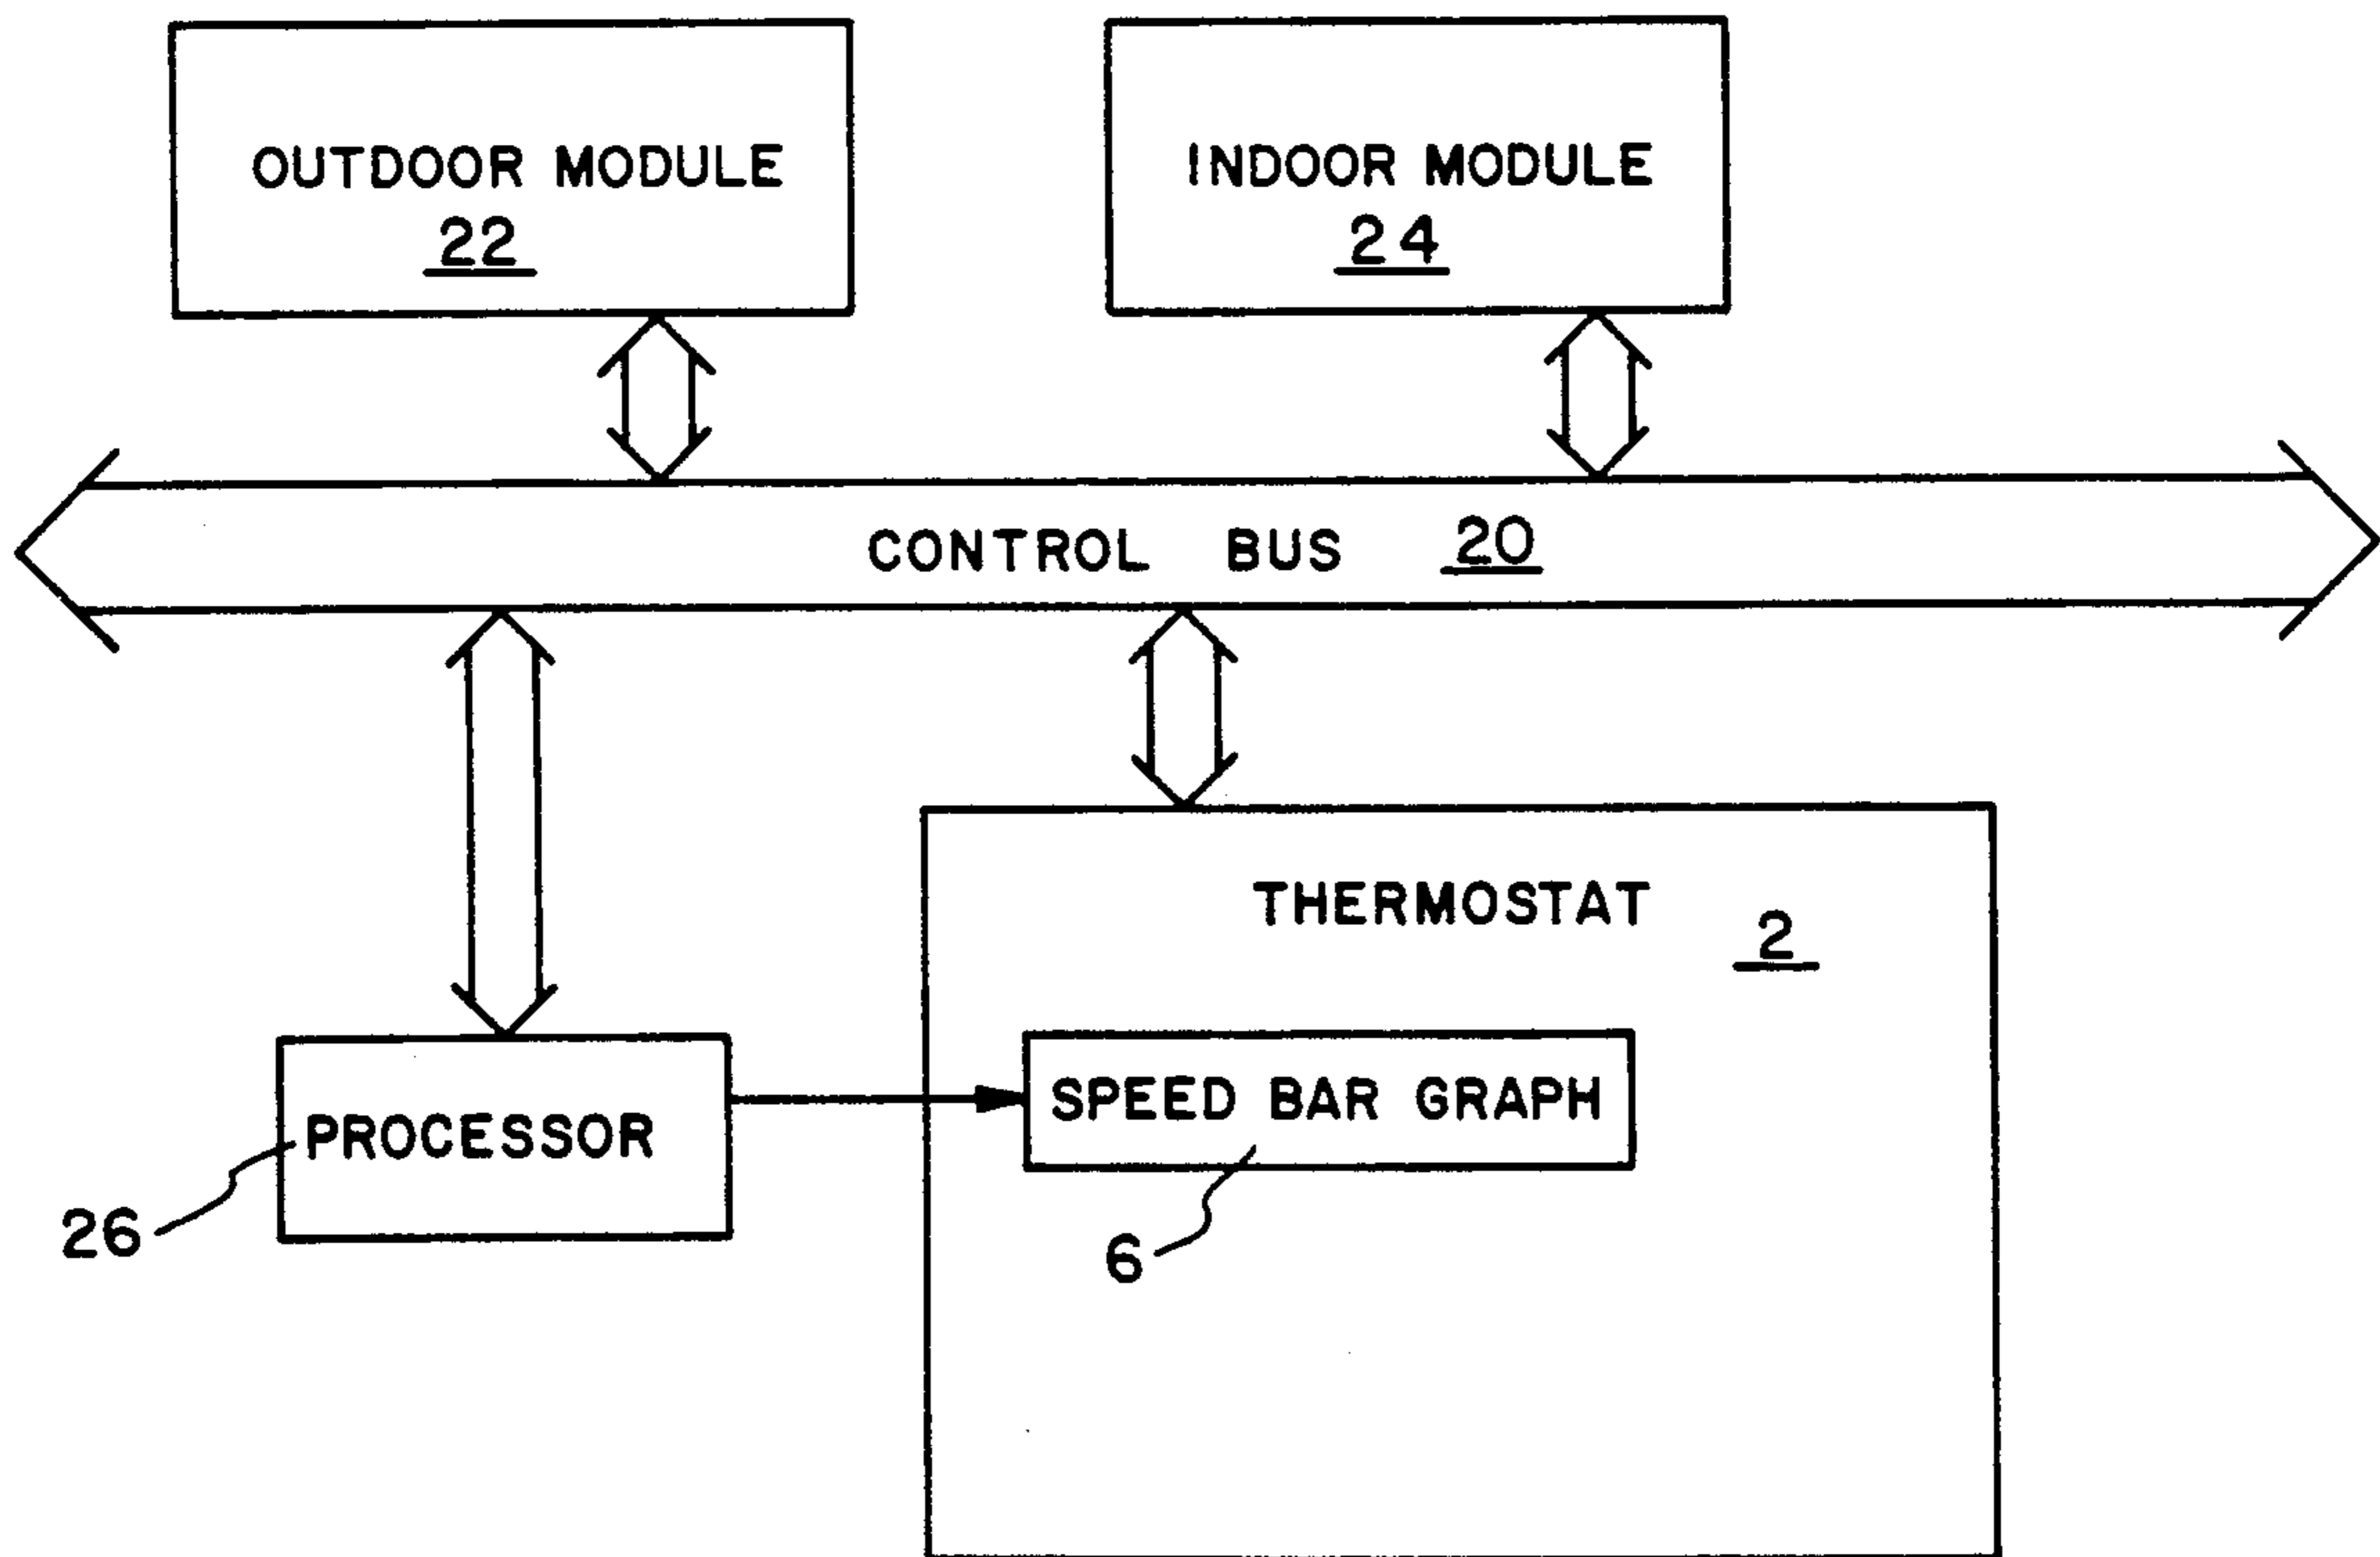 OUTDOOR MODULE
22
INDOOR MODULE
24
CONTROL BUS 20
THERMOSTAT
2
SPEED BAR GRAPH
PROCESSOR
26
6